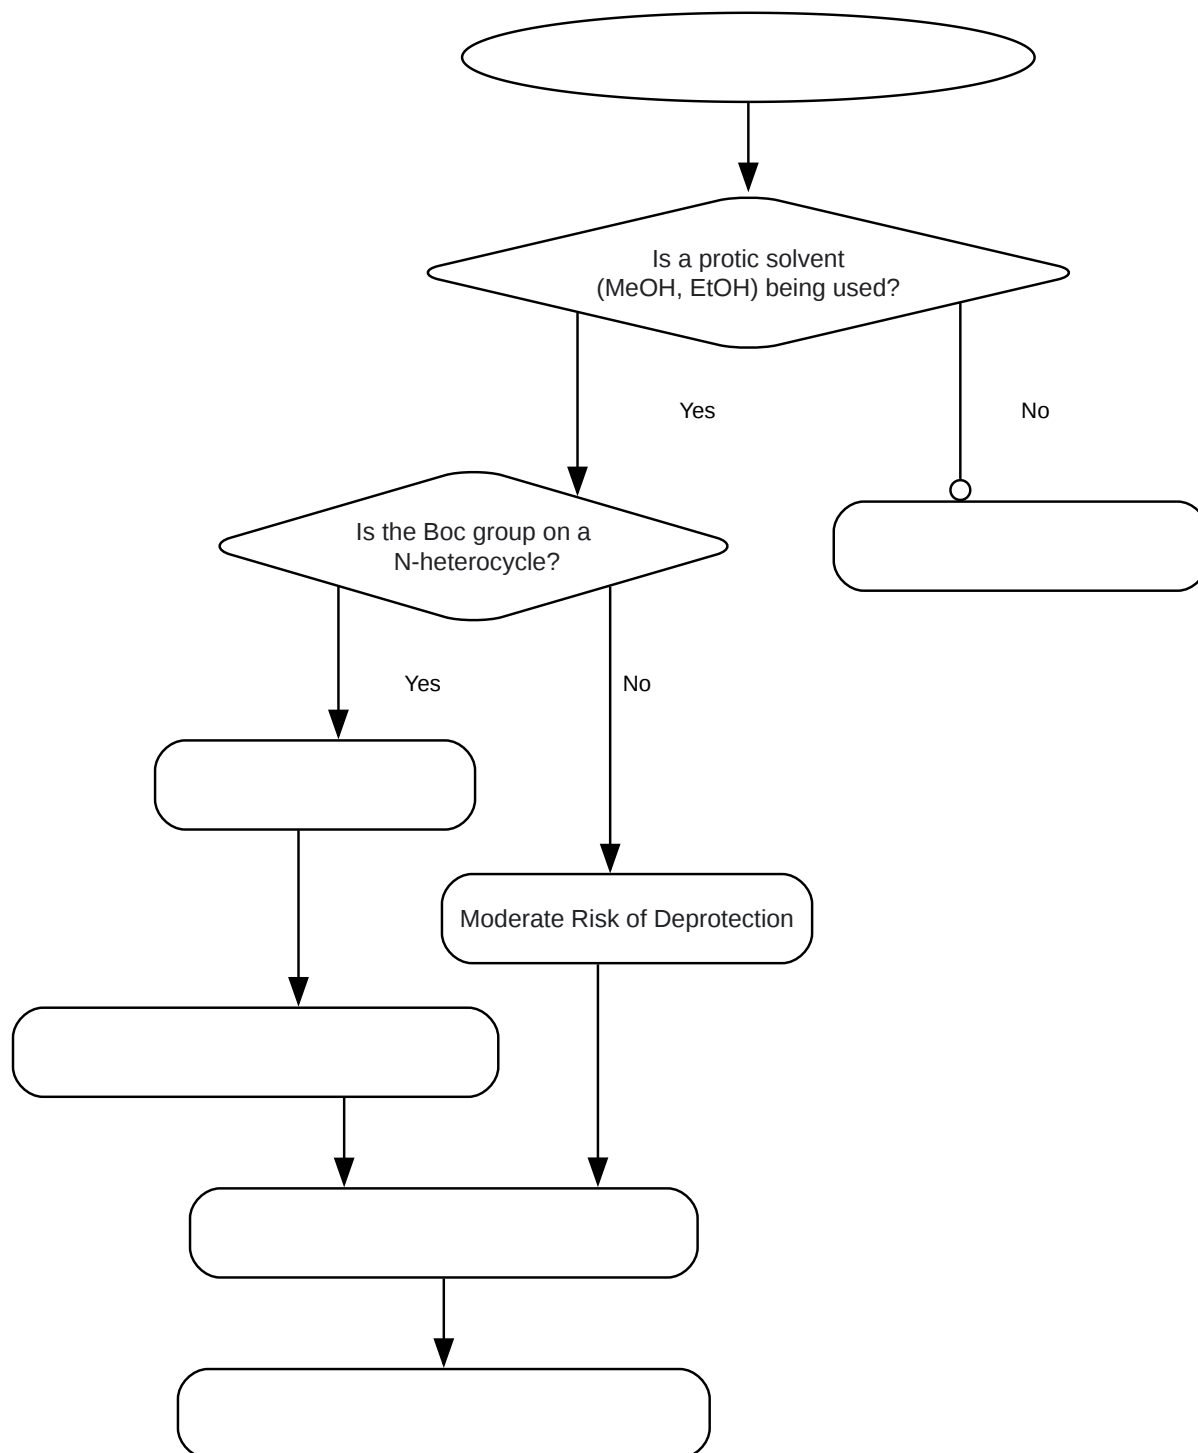 Is a protic solvent
(MeOH, EtOH) being used?
Yes
No
Is the Boc group on a
N-heterocycle?
Yes
No
Moderate Risk of Deprotection